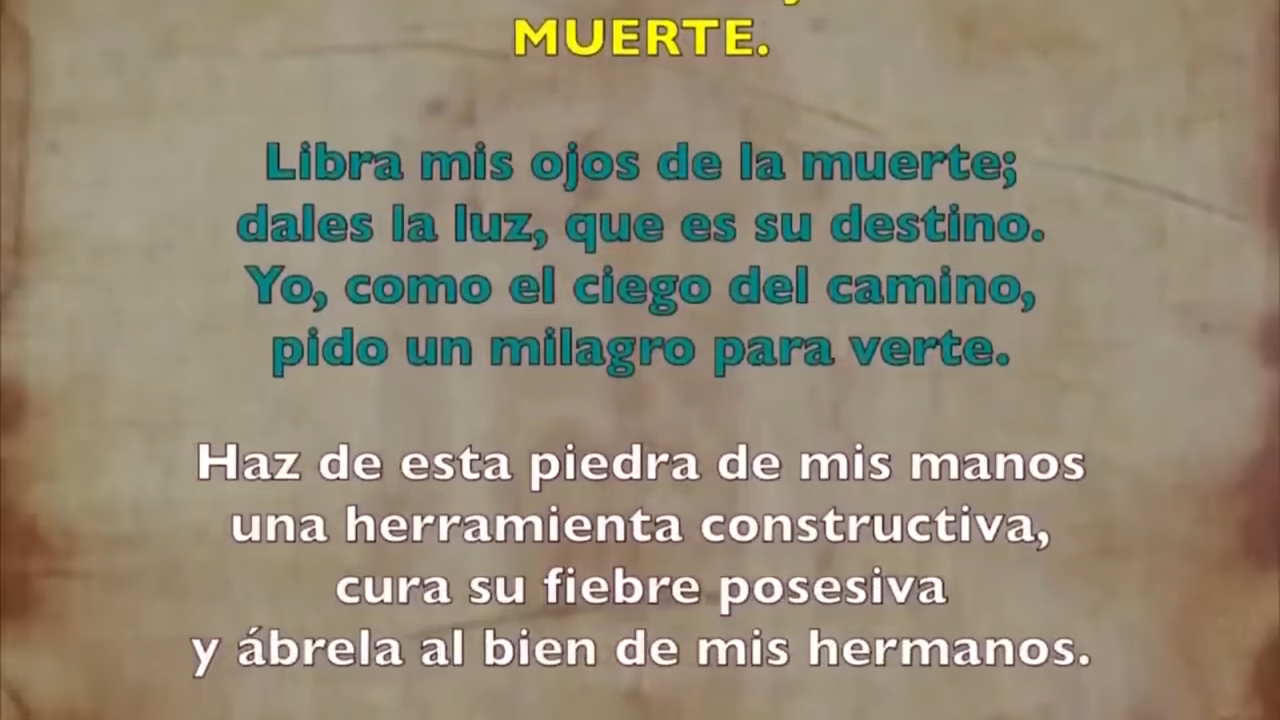 MUERTE.
Libra mis ojos de la muerte;
dales la luz, que es su destino.
Yo, como el ciego del camino,
pido un milagro para verte.
Haz de esta piedra de mis manos
una herramienta constructiva,
cura su fiebre posesiva
y ábrela al bien de mis hermanos.